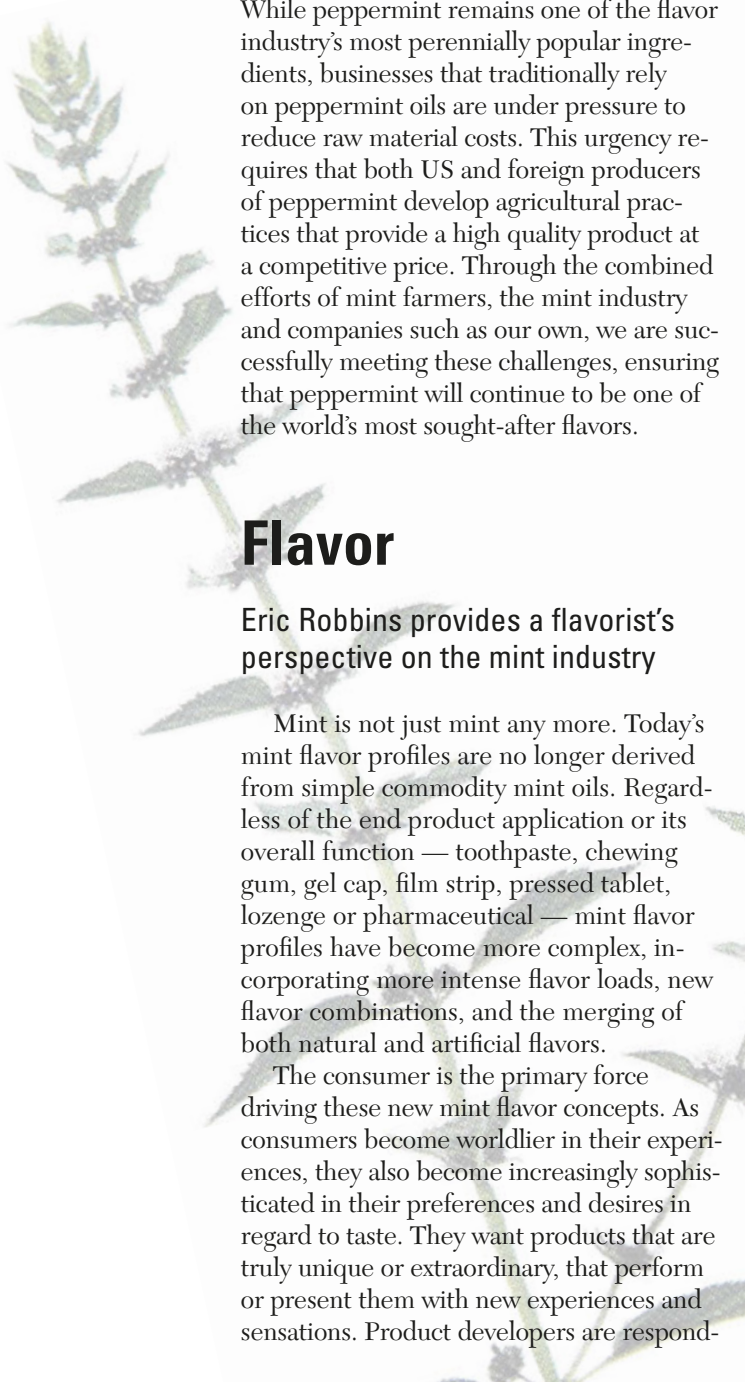 While peppermint remains one of the flavor
industry's most perennially popular ingre-
dients, businesses that traditionally rely
on peppermint oils are under pressure to
reduce raw material costs. This urgency re-
quires that both US and foreign producers
of peppermint develop agricultural prac-
tices that provide a high quality product at
a competitive price. Through the combined
efforts of mint farmers, the mint industry
and companies such as our own, we are suc-
cessfully meeting these challenges, ensuring
that peppermint will continue to be one of
the world's most sought-after flavors.
Flavor
Eric Robbins provides a flavorist's
perspective on the mint industry
Mint is not just mint any more. Today's
mint flavor profiles are no longer derived
from simple commodity mint oils. Regard-
less of the end product application or its
overall function — toothpaste, chewing
gum, gel cap, film strip, pressed tablet,
lozenge or pharmaceutical — mint flavor
profiles have become more complex, in-
corporating more intense flavor loads, new
flavor combinations, and the merging of
both natural and artificial flavors.
The consumer is the primary force
driving these new mint flavor concepts. As
consumers become worldlier in their experi-
ences, they also become increasingly sophis-
ticated in their preferences and desires in
regard to taste. They want products that are
truly unique or extraordinary, that perform
or present them with new experiences and
sensations. Product developers are respond-